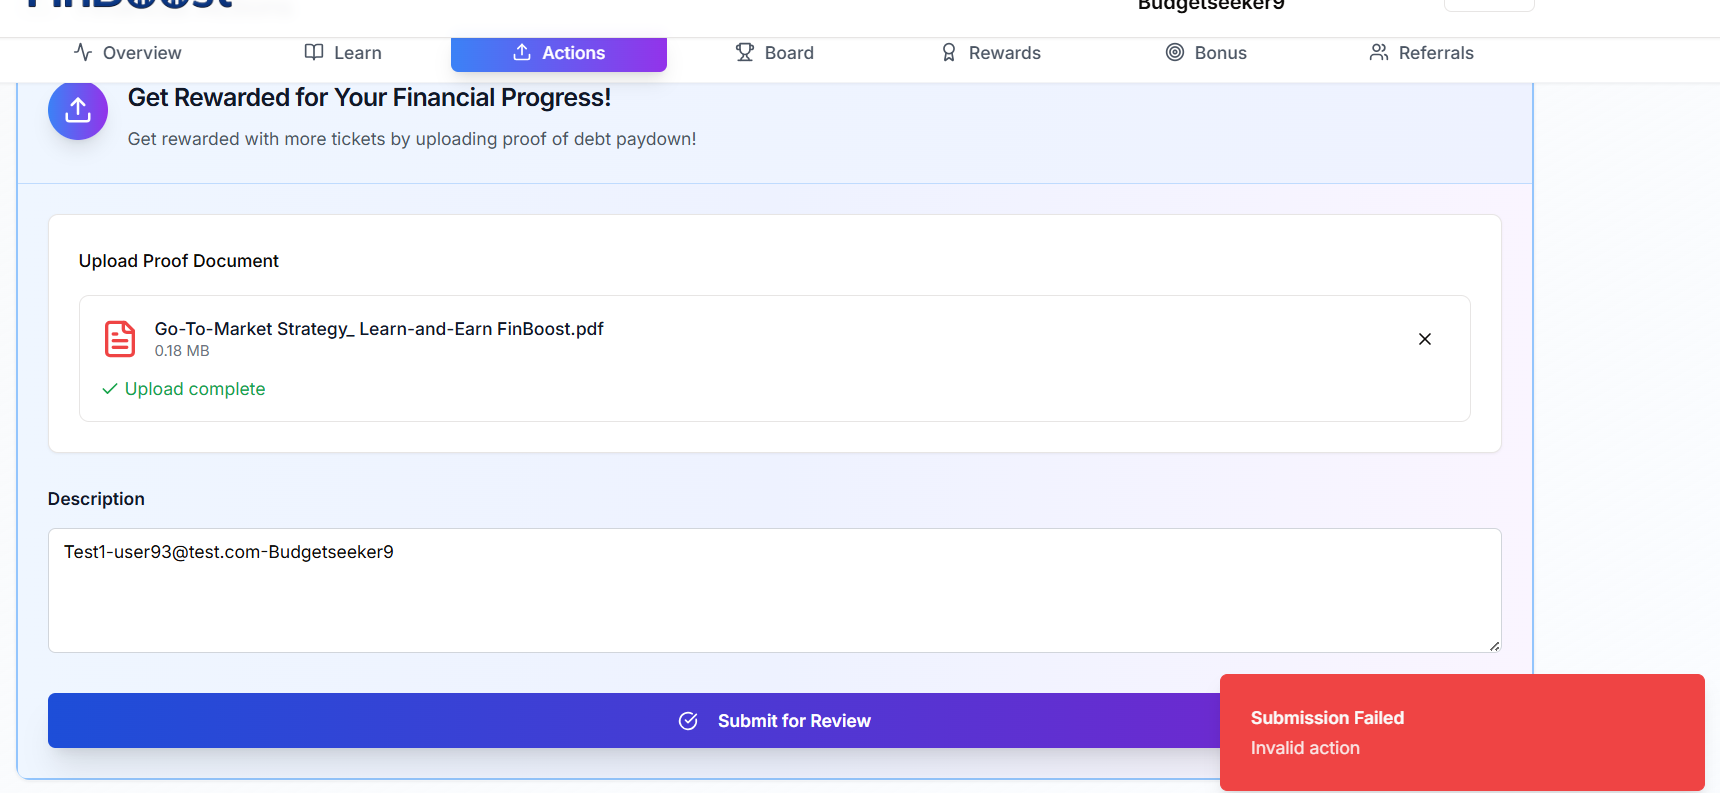 FinBoost
Budgetseeker9
Overview
Learn
Actions
Board
Rewards
Bonus
Referrals
Get Rewarded for Your Financial Progress!
Get rewarded with more tickets by uploading proof of debt paydown!
Upload Proof Document
Go-To-Market Strategy_ Learn-and-Earn FinBoost.pdf
0.18 MB
Upload complete
Description
Test1-user93@test.com-Budgetseeker9
Submit for Review
Submission Failed
Invalid action